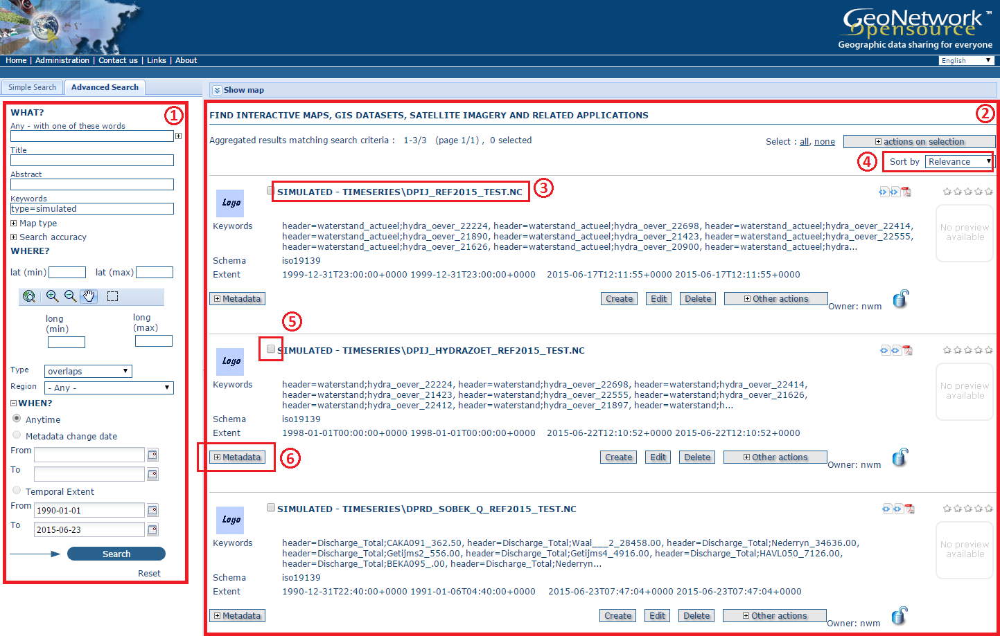 GeoNetwork ™
Opensource
Geographic data sharing for everyone
Home | Administration | Contact us | Links | About
English
Simple Search
Advanced Search
1
WHAT?
Any - with one of these words
Title
Abstract
Keywords
type=simulated
Map type
Search accuracy
WHERE?
lat (min)
lat (max)
long
(min)
long
(max)
Type
overlaps
Region
- Any -
WHEN?
Anytime
Metadata change date
From
To
Temporal Extent
From
1990-01-01
To
2015-06-23
Search
Reset
Show map
2
FIND INTERACTIVE MAPS, GIS DATASETS, SATELLITE IMAGERY AND RELATED APPLICATIONS
Aggregated results matching search criteria : 1-3/3 (page 1/1) , 0 selected
Select : all, none
actions on selection
4
Sort by
Relevance
Logo
SIMULATED - TIMESERIES\DPIJ_REF2015_TEST.NC
3
Keywords
header=waterstand_actueel;hydra_oever_22224, header=waterstand_actueel;hydra_oever_22698, header=waterstand_actueel;hydra_oever_22414,
header=waterstand_actueel;hydra_oever_21890, header=waterstand_actueel;hydra_oever_21423, header=waterstand_actueel;hydra_oever_22555,
header=waterstand_actueel;hydra_oever_21626, header=waterstand_actueel;hydra_oever_20900, header=waterstand_actueel;hydra...
No preview
available
Schema
iso19139
Extent
1999-12-31T23:00:00+0000 1999-12-31T23:00:00+0000 2015-06-17T12:11:55+0000 2015-06-17T12:11:55+0000
Metadata
Create
Edit
Delete
Other actions
Owner: nwm
5
Logo
SIMULATED - TIMESERIES\DPIJ_HYDRAZOET_REF2015_TEST.NC
Keywords
header=waterstand;hydra_oever_22224, header=waterstand;hydra_oever_22698, header=waterstand;hydra_oever_22414,
header=waterstand;hydra_oever_21423, header=waterstand;hydra_oever_22555, header=waterstand;hydra_oever_21626,
header=waterstand;hydra_oever_22412, header=waterstand;hydra_oever_21897, header=waterstand;h...
No preview
available
Schema
iso19139
Extent
1998-01-01T00:00:00+0000 1998-01-01T00:00:00+0000 2015-06-22T12:10:52+0000 2015-06-22T12:10:52+0000
Metadata
6
Create
Edit
Delete
Other actions
Owner: nwm
Logo
SIMULATED - TIMESERIES\DPRD_SOBEK_Q_REF2015_TEST.NC
Keywords
header=Discharge_Total;CAKA091_362.50, header=Discharge_Total;Waal___2_28458.00, header=Discharge_Total;Nederryn_34636.00,
header=Discharge_Total;Getijms2_556.00, header=Discharge_Total;Getijms4_4916.00, header=Discharge_Total;HAVL050_7126.00,
header=Discharge_Total;BEKA095_.00, header=Discharge_Total;Nederryn...
No preview
available
Schema
iso19139
Extent
1990-12-31T22:40:00+0000 1991-01-06T04:40:00+0000 2015-06-23T07:47:04+0000 2015-06-23T07:47:04+0000
Metadata
Create
Edit
Delete
Other actions
Owner: nwm